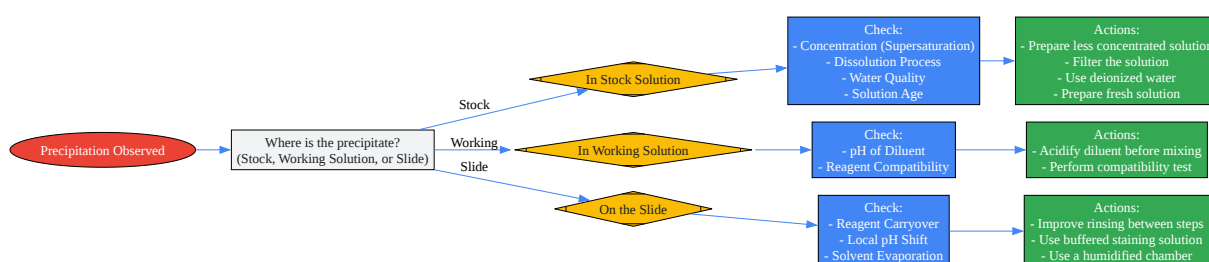 Precipitation Observed
Where is the precipitate?
(Stock, Working Solution, or Slide)
Stock
Working
Slide
In Stock Solution
In Working Solution
On the Slide
Check:
- Concentration (Supersaturation)
- Dissolution Process
- Water Quality
- Solution Age
Actions:
- Prepare less concentrated solution
- Filter the solution
- Use deionized water
- Prepare fresh solution
Check:
- pH of Diluent
- Reagent Compatibility
Actions:
- Acidify diluent before mixing
- Perform compatibility test
Check:
- Reagent Carryover
- Local pH Shift
- Solvent Evaporation
Actions:
- Improve rinsing between steps
- Use buffered staining solution
- Use a humidified chamber